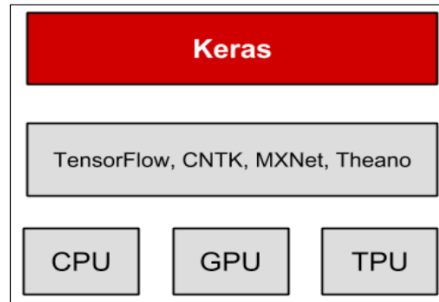 Keras
TensorFlow, CNTK, MXNet, Theano
CPU GPU TPU